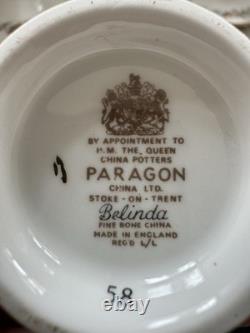 BY APPOINTMENT TO
H.M. THE QUEEN
CHINA POTTERS
PARAGON
CHINA LTD.
STOKE-ON-TRENT
Belinda
FINE BONE CHINA
MADE IN ENGLAND
REG'D
58